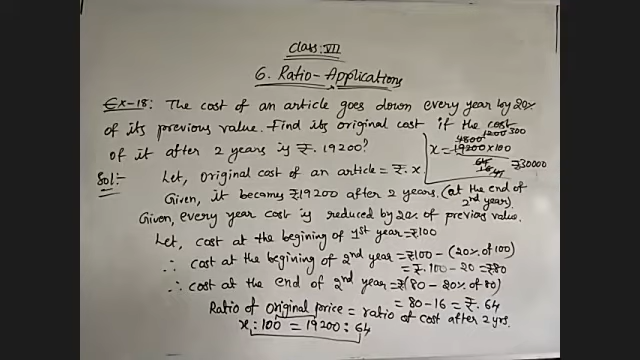 Class: VII
6. Ratio - Applications
Ex-18: The cost of an article goes down every year by 20%
of its previous value. Find its original cost if the cost
of it after 2 years is ₹. 19200?
4800 1200 300
x = 19200 x 100
64
16
₹30000
Sol:- Let, original cost of an article = ₹. x
Given, it became ₹19200 after 2 years. (at the end of 2nd year).
Given, every year cost is reduced by 20% of previous value.
Let, cost at the begining of 1st year = ₹100
∴ cost at the begining of 2nd year = ₹100 - (20% of 100)
= ₹. 100 - 20 = ₹80
∴ cost at the end of 2nd year = ₹(80 - 20% of 80)
= 80 - 16 = ₹. 64
Ratio of original price = ratio of cost after 2 yrs.
x : 100 = 19200 : 64